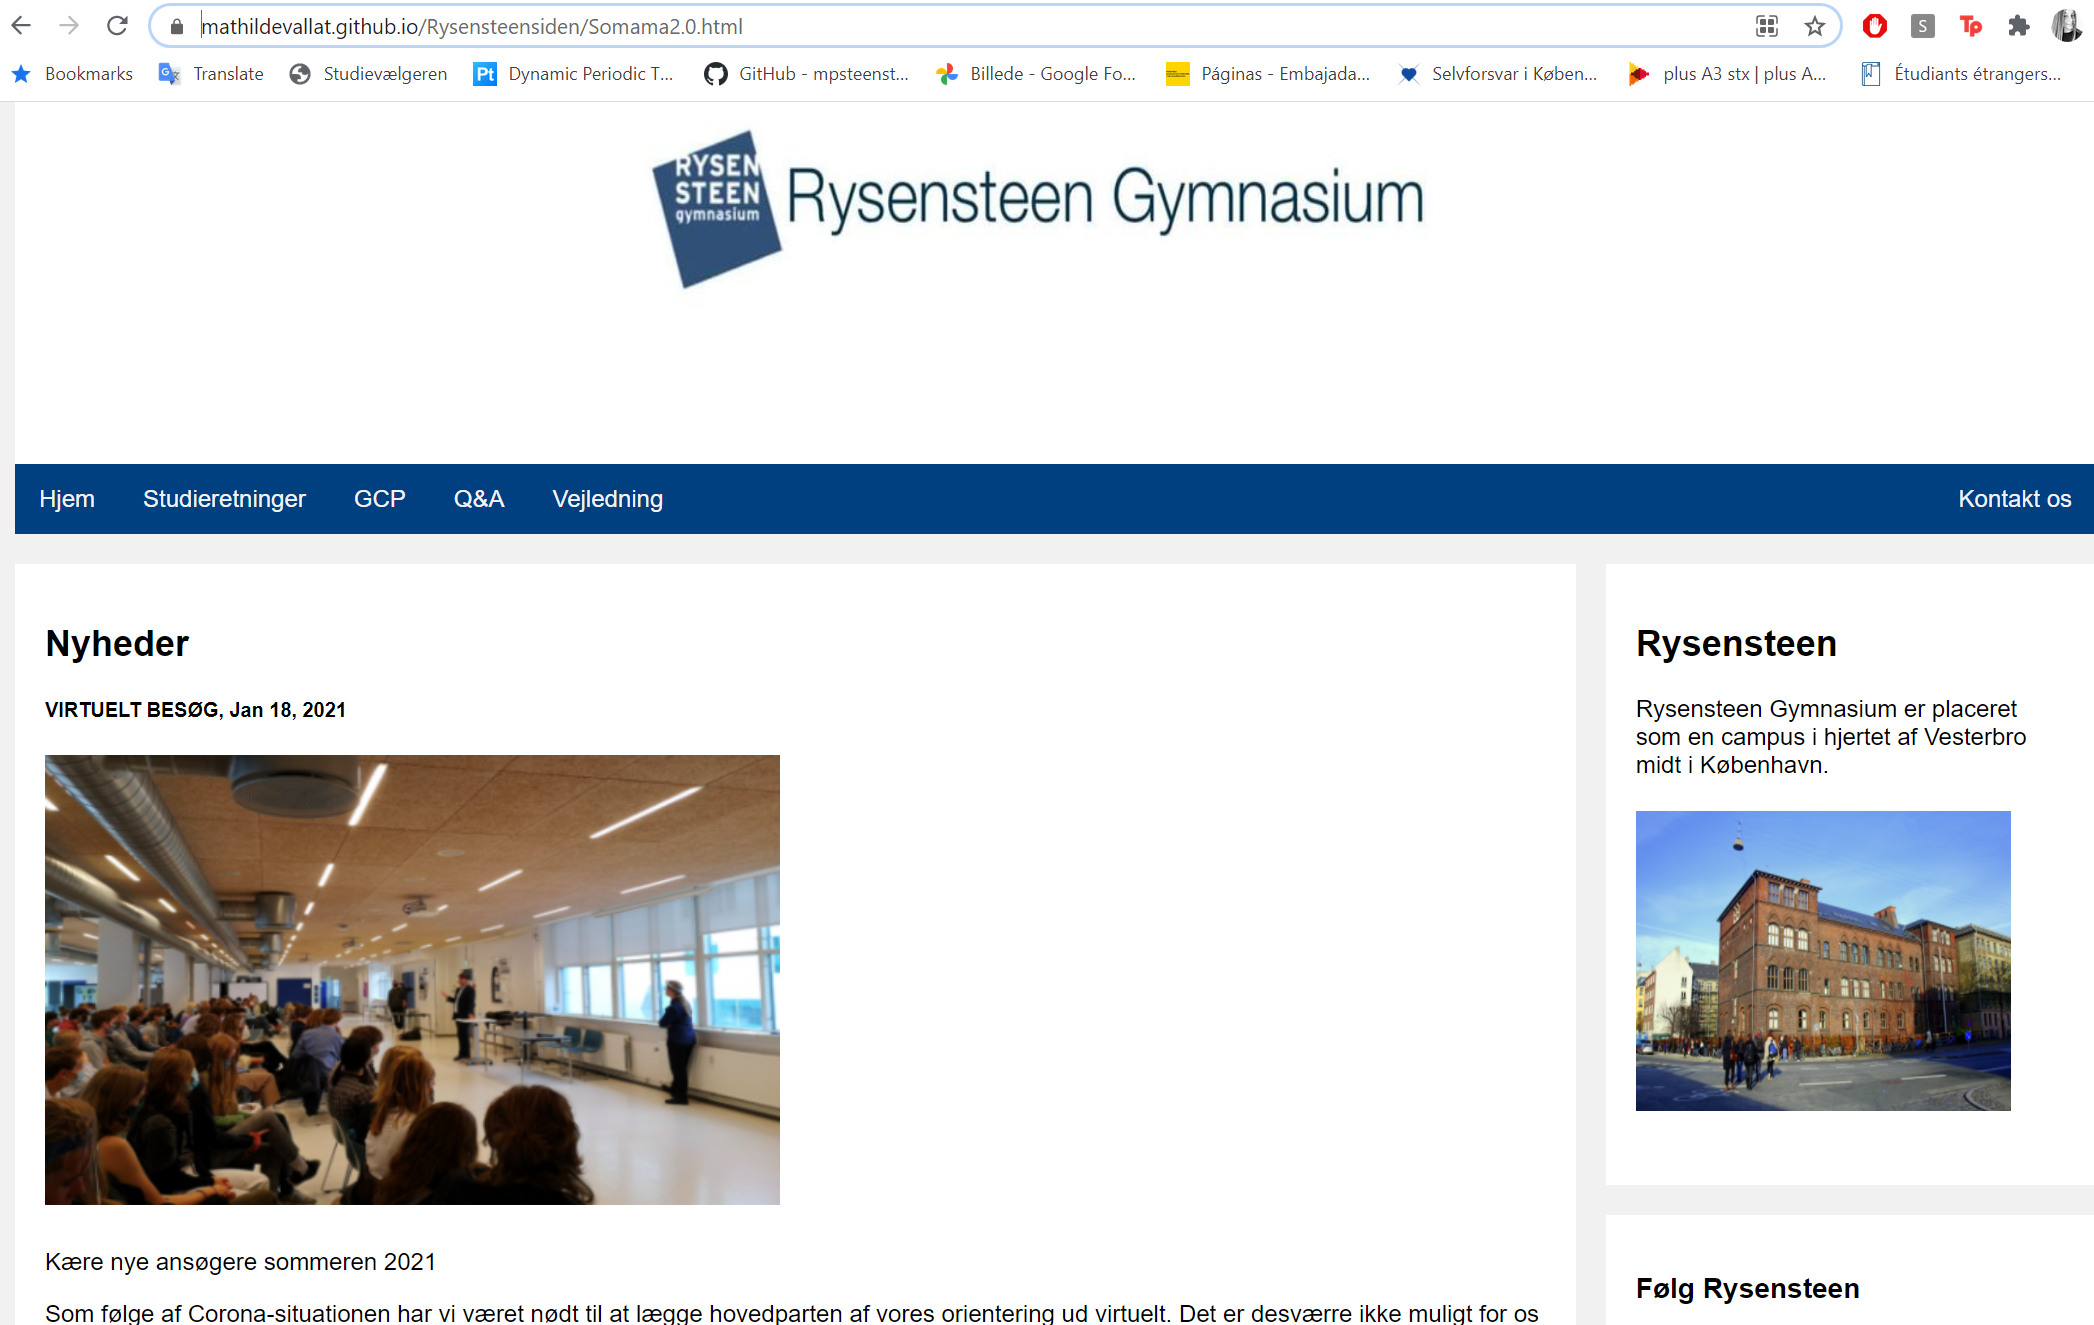 mathildevallat.github.io/Rysensteensiden/Somama2.0.html
S
Tp
Bookmarks
Translate
Studievælgeren
Pt
Dynamic Periodic T...
GitHub - mpsteenst...
Billede - Google Fo...
Páginas - Embajada...
Selvforsvar i Køben...
plus A3 stx | plus A...
Étudiants étrangers...
RYSEN
STEEN
gymnasium
Rysensteen Gymnasium
Hjem
Studieretninger
GCP
Q&A
Vejledning
Kontakt os
Nyheder
VIRTUELT BESØG, Jan 18, 2021
Kære nye ansøgere sommeren 2021
Som følge af Corona-situationen har vi været nødt til at lægge hovedparten af vores orientering ud virtuelt. Det er desværre ikke muligt for os
Rysensteen
Rysensteen Gymnasium er placeret
som en campus i hjertet af Vesterbro
midt i København.
Følg Rysensteen